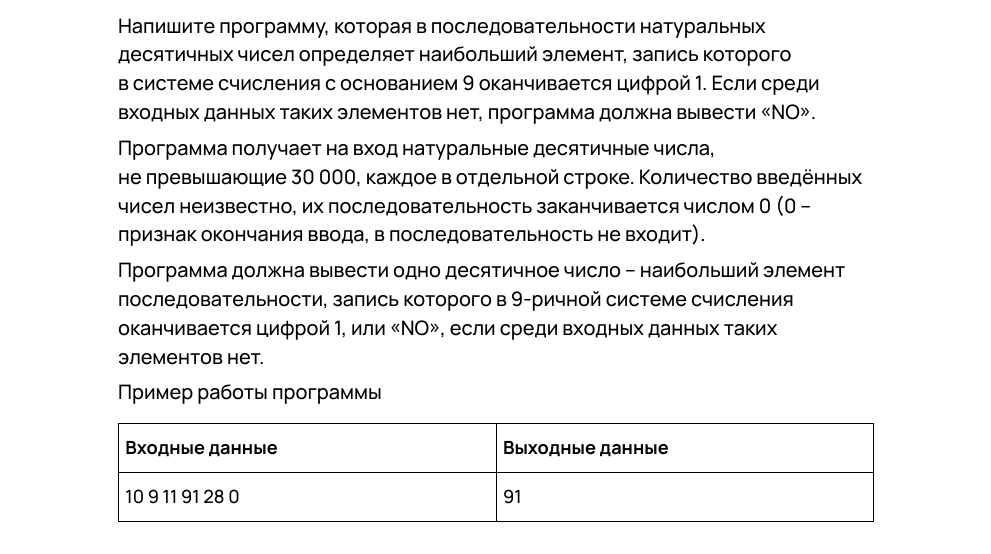 Напишите программу, которая в последовательности натуральных
десятичных чисел определяет наибольший элемент, запись которого
в системе счисления с основанием 9 оканчивается цифрой 1. Если среди
входных данных таких элементов нет, программа должна вывести «NO».
Программа получает на вход натуральные десятичные числа,
не превышающие 30 000, каждое в отдельной строке. Количество введённых
чисел неизвестно, их последовательность заканчивается числом 0 (0 –
признак окончания ввода, в последовательность не входит).
Программа должна вывести одно десятичное число – наибольший элемент
последовательности, запись которого в 9-ричной системе счисления
оканчивается цифрой 1, или «NO», если среди входных данных таких
элементов нет.
Пример работы программы
Входные данные Выходные данные
10 9 11 91 28 0 91